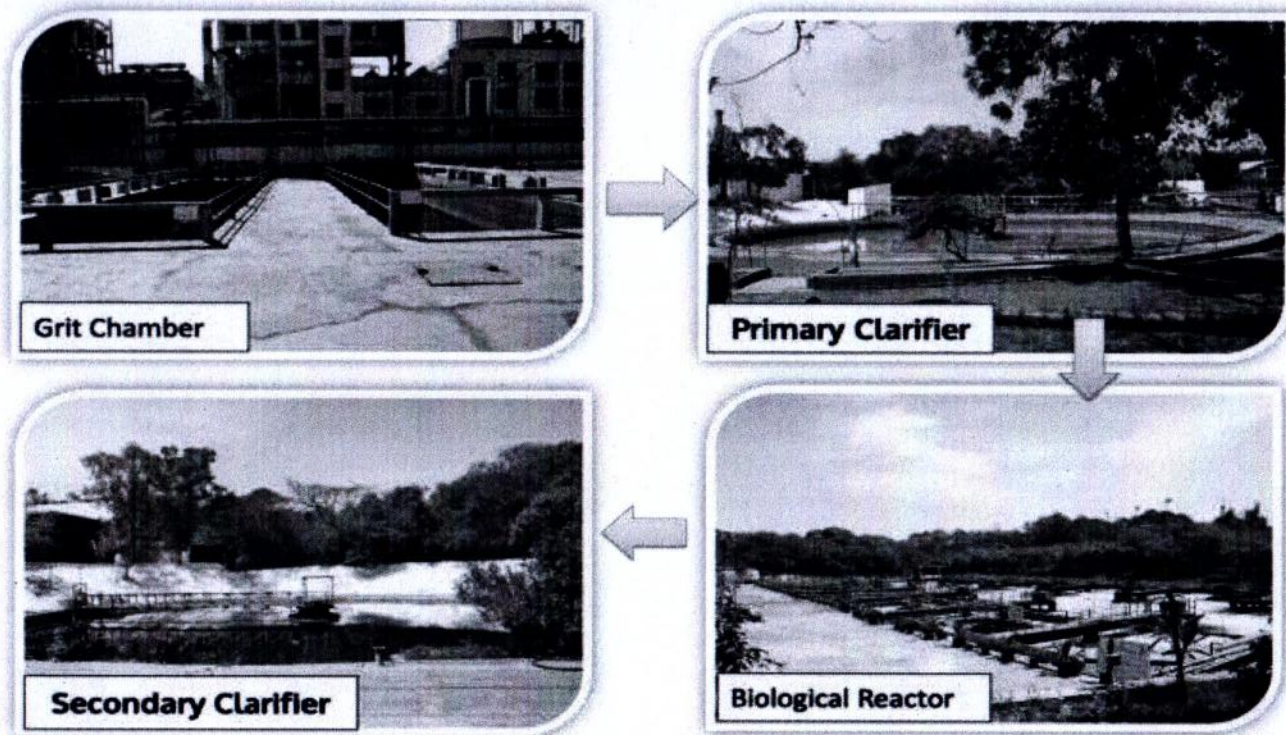 Grit Chamber
Primary Clarifier
Secondary Clarifier
Biological Reactor